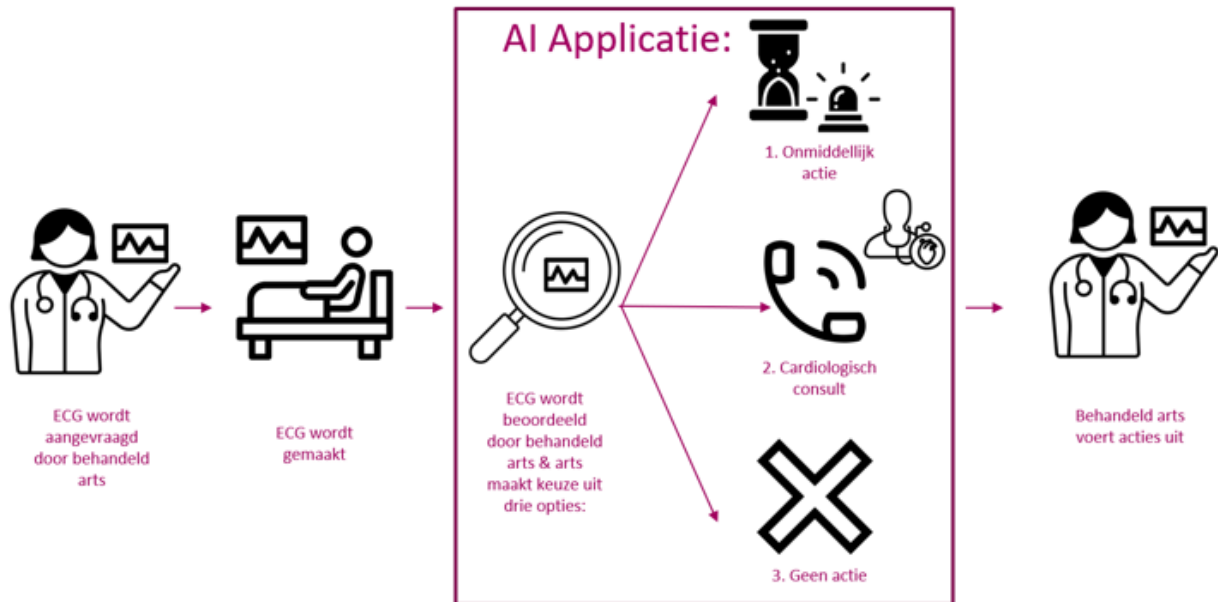 AI Applicatie:
1. Onmiddellijk
actie
2. Cardiologisch
consult
3. Geen actie
ECG wordt
aangevraagd
door behandeld
arts
ECG wordt
gemaakt
ECG wordt
beoordeeld
door behandeld
arts & arts
maakt keuze uit
drie opties:
Behandeld arts
voert acties uit